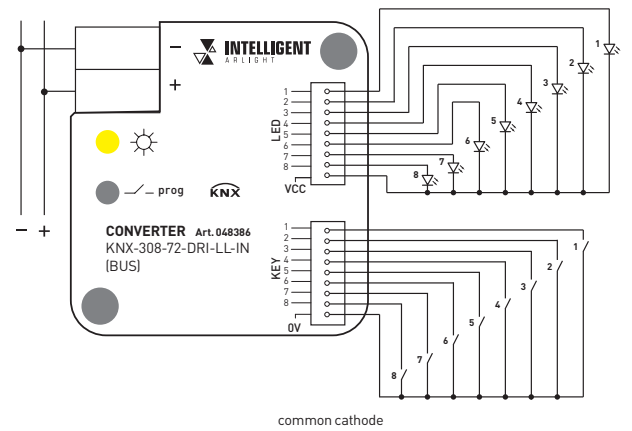 INTELLIGENT
ARLIGHT
−
+
LED
1
2
3
4
5
6
7
8
VCC
1
2
3
4
5
6
7
8
prog
KNX
− +
CONVERTER Art. 048386
KNX-308-72-DRI-LL-IN
(BUS)
KEY
1
2
3
4
5
6
7
8
0V
1
2
3
4
5
6
7
8
common cathode